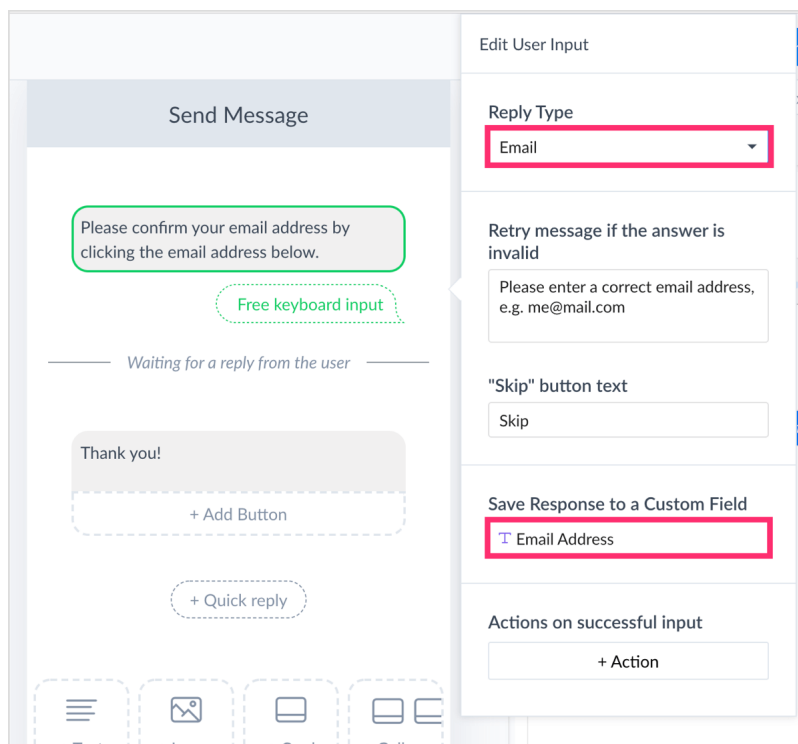 Edit User Input
Send Message
Please confirm your email address by
clicking the email address below.
Free keyboard input
Waiting for a reply from the user
Thank you!
+ Add Button
+ Quick reply
Reply Type
Email
Retry message if the answer is
invalid
Please enter a correct email address,
e.g. me@mail.com
"Skip" button text
Skip
Save Response to a Custom Field
T Email Address
Actions on successful input
+ Action